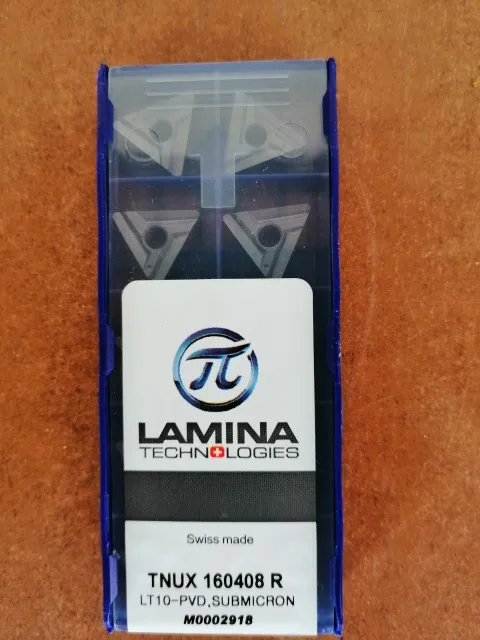 π
LAMINA
TECHNOLOGIES
Swiss made
TNUX 160408 R
LT10-PVD,SUBMICRON
M0002918